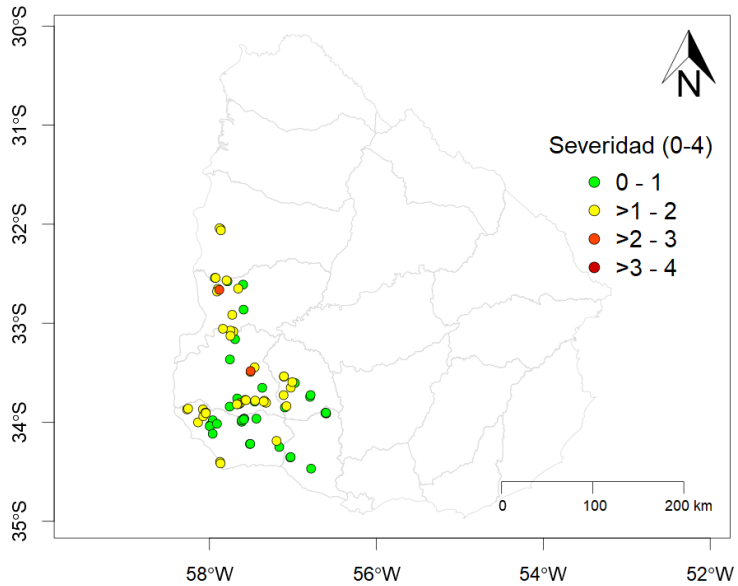 30°S
31°S
32°S
33°S
34°S
35°S
N
Severidad (0-4)
0 - 1
>1 - 2
>2 - 3
>3 - 4
0 100 200 km
58°W 56°W 54°W 52°W